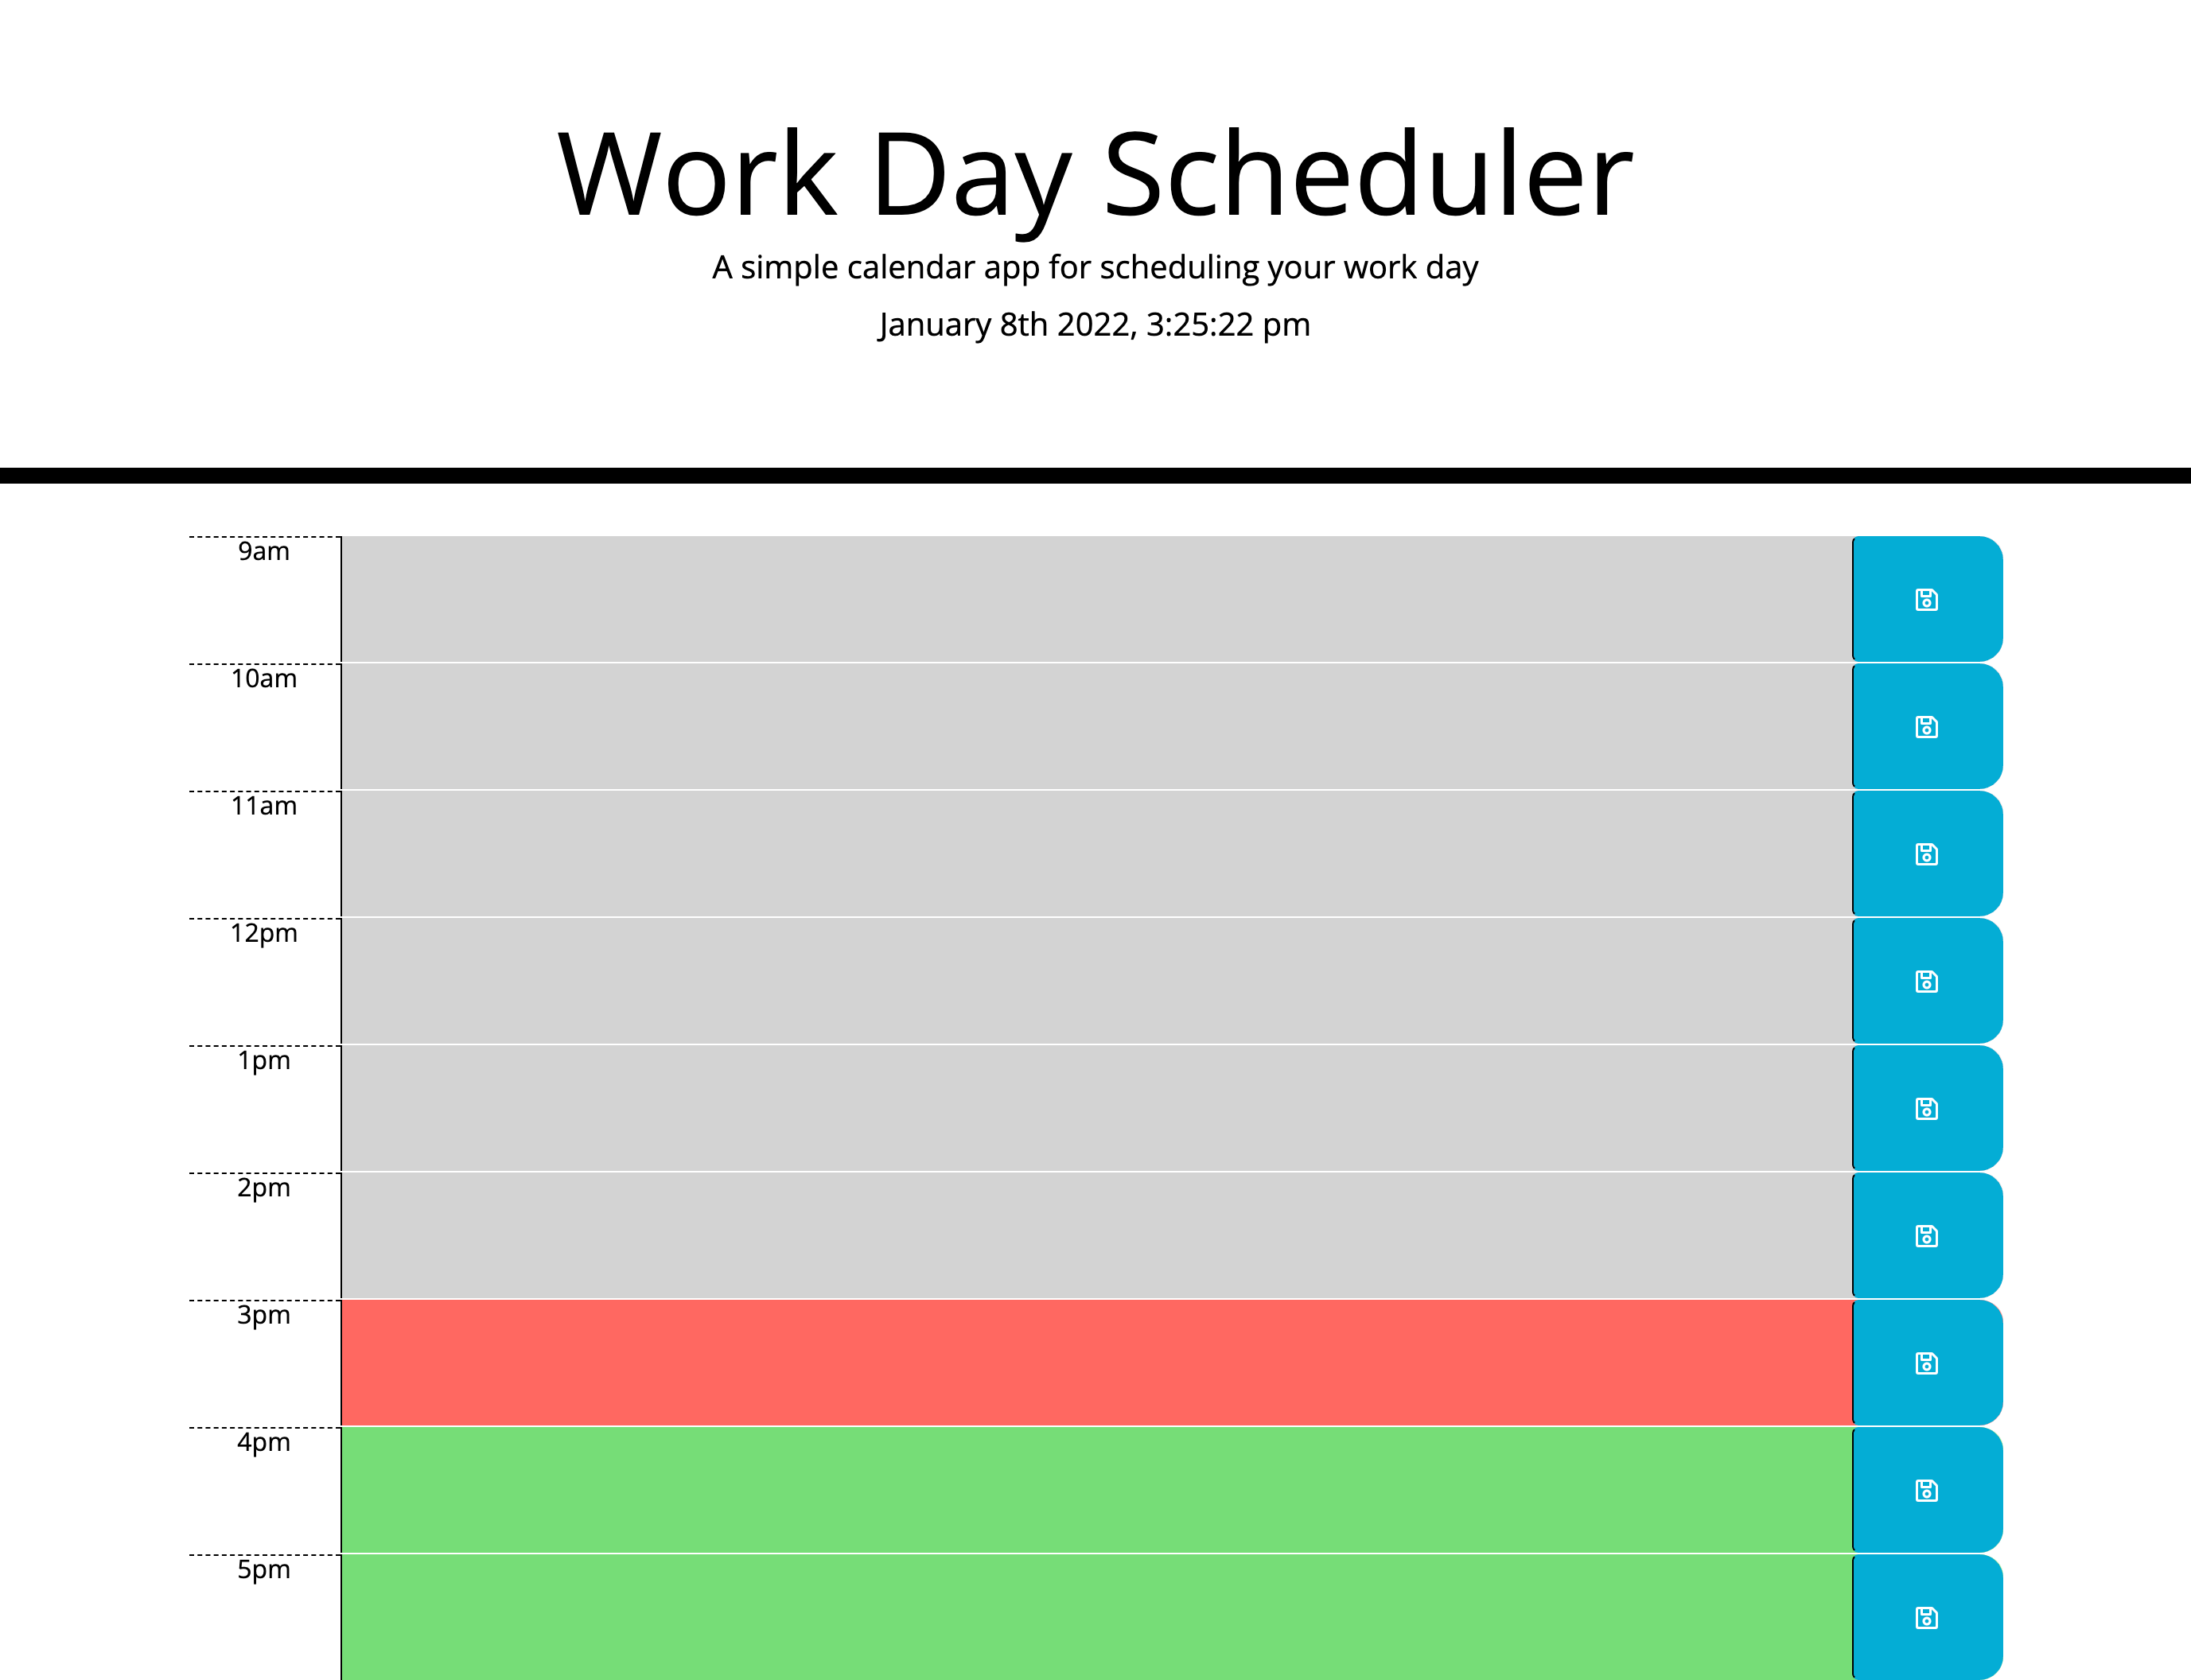 Work Day Scheduler
A simple calendar app for scheduling your work day
January 8th 2022, 3:25:22 pm
9am
10am
11am
12pm
1pm
2pm
3pm
4pm
5pm